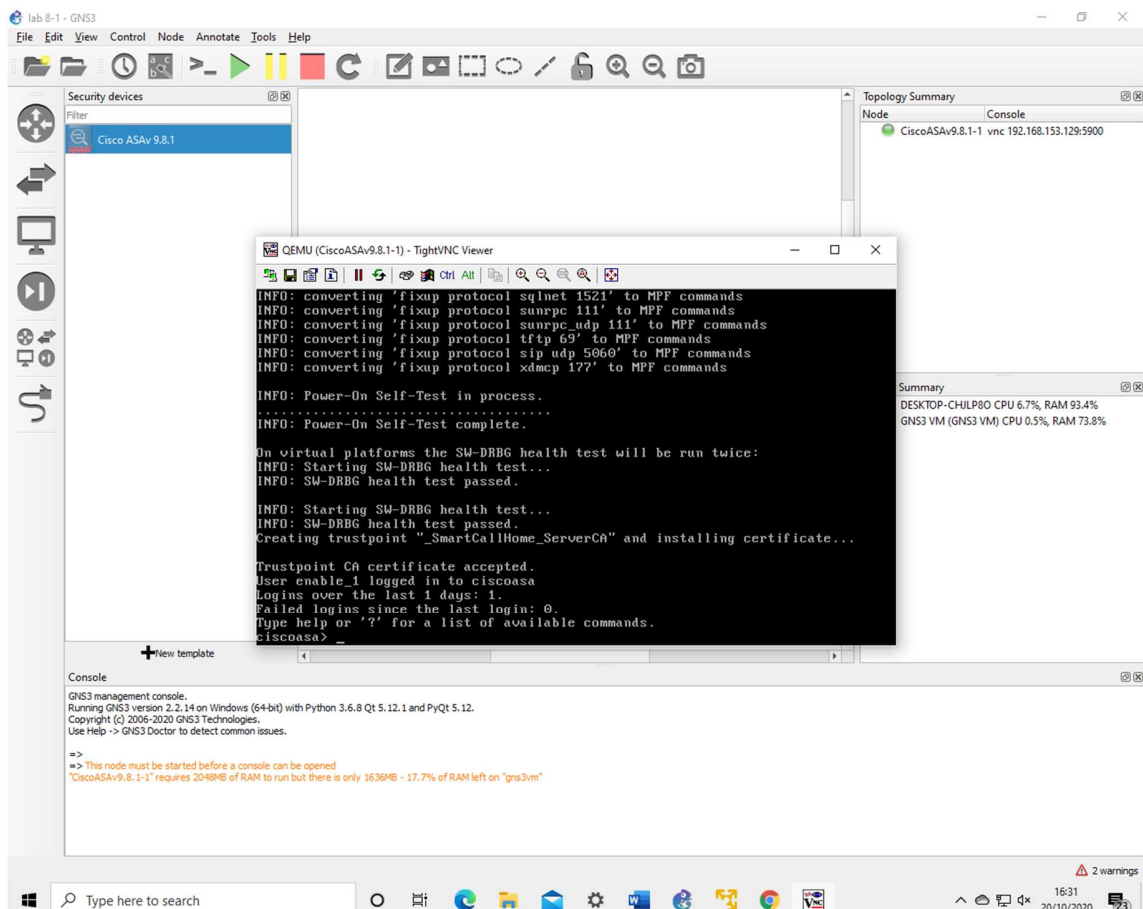 lab 8-1 - GNS3
File Edit View Control Node Annotate Tools Help
Security devices
Filter
Cisco ASAv 9.8.1
New template
Topology Summary
Node Console
CiscoASAv9.8.1-1 vnc 192.168.153.129:5900
Summary
DESKTOP-CHJLP8O CPU 6.7%, RAM 93.4%
GNS3 VM (GNS3 VM) CPU 0.5%, RAM 73.8%
QEMU (CiscoASAv9.8.1-1) - TightVNC Viewer
Ctrl Alt
INFO: converting 'fixup protocol sqlnet 1521' to MPF commands
INFO: converting 'fixup protocol sunrpc 111' to MPF commands
INFO: converting 'fixup protocol sunrpc_udp 111' to MPF commands
INFO: converting 'fixup protocol tftp 69' to MPF commands
INFO: converting 'fixup protocol sip udp 5060' to MPF commands
INFO: converting 'fixup protocol xdmcp 177' to MPF commands
INFO: Power-On Self-Test in process.
.....................................
INFO: Power-On Self-Test complete.
On virtual platforms the SW-DRBG health test will be run twice:
INFO: Starting SW-DRBG health test...
INFO: SW-DRBG health test passed.
INFO: Starting SW-DRBG health test...
INFO: SW-DRBG health test passed.
Creating trustpoint "_SmartCallHome_ServerCA" and installing certificate...
Trustpoint CA certificate accepted.
User enable_1 logged in to ciscoasa
Logins over the last 1 days: 1.
Failed logins since the last login: 0.
Type help or '?' for a list of available commands.
ciscoasa> _
Console
GNS3 management console.
Running GNS3 version 2.2.14 on Windows (64-bit) with Python 3.6.8 Qt 5.12.1 and PyQt 5.12.
Copyright (c) 2006-2020 GNS3 Technologies.
Use Help -> GNS3 Doctor to detect common issues.
=>
=> This node must be started before a console can be opened
"CiscoASAv9.8.1-1" requires 2048MB of RAM to run but there is only 1636MB - 17.7% of RAM left on "gns3vm"
2 warnings
Type here to search
16:31
20/10/2020
23